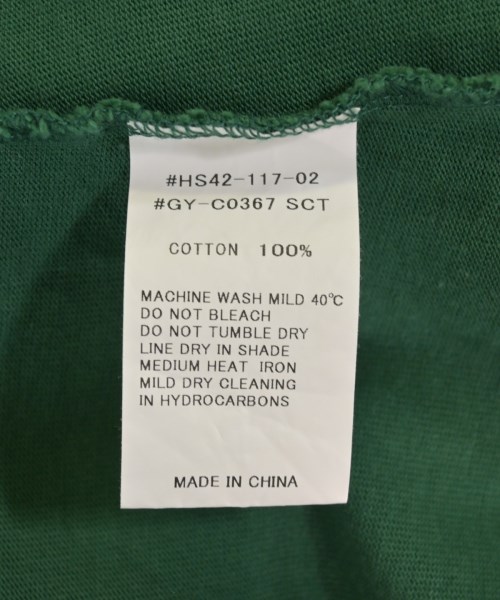 #HS42-117-02
#GY-C0367 SCT
COTTON 100%
MACHINE WASH MILD 40℃
DO NOT BLEACH
DO NOT TUMBLE DRY
LINE DRY IN SHADE
MEDIUM HEAT IRON
MILD DRY CLEANING
IN HYDROCARBONS
MADE IN CHINA